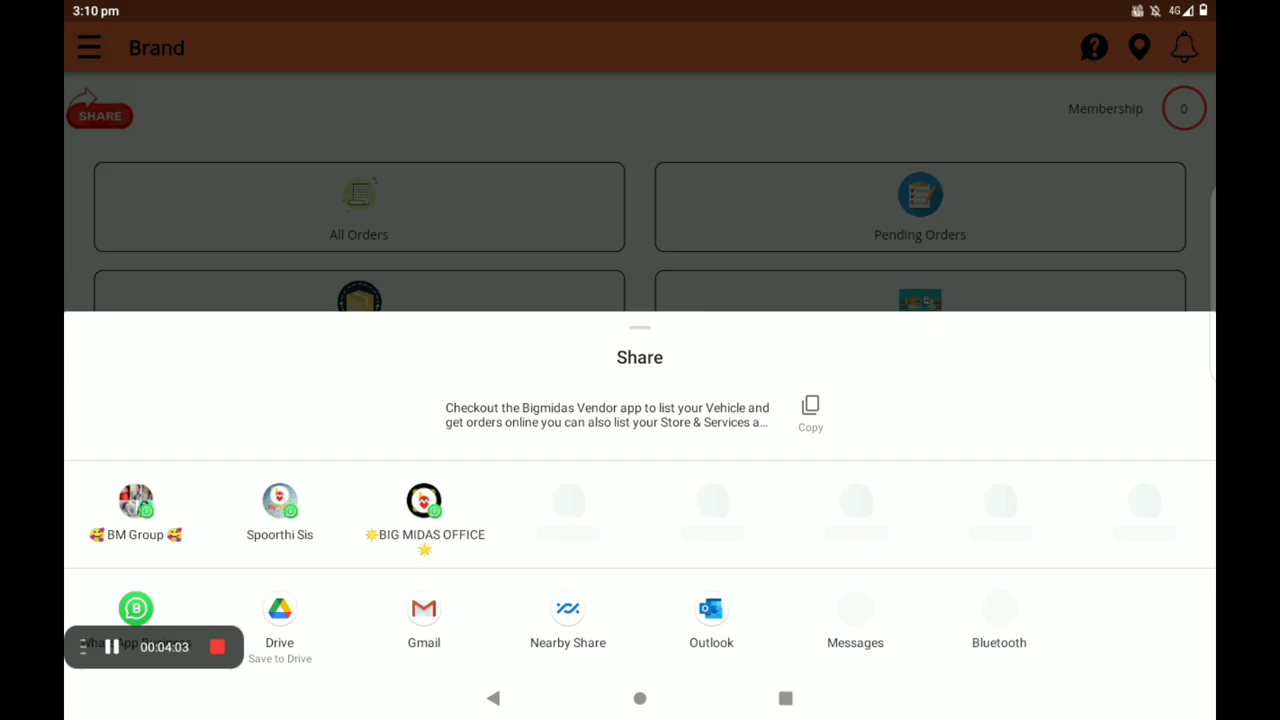 3:10 pm
4G
Brand
SHARE
Membership
0
All Orders
Pending Orders
Share
Checkout the Bigmidas Vendor app to list your Vehicle and
get orders online you can also list your Store & Services a...
Copy
🥰 BM Group 🥰
Spoorthi Sis
🌟BIG MIDAS OFFICE
🌟
WhatsApp Business
Drive
Save to Drive
Gmail
Nearby Share
Outlook
Messages
Bluetooth
00:04:03